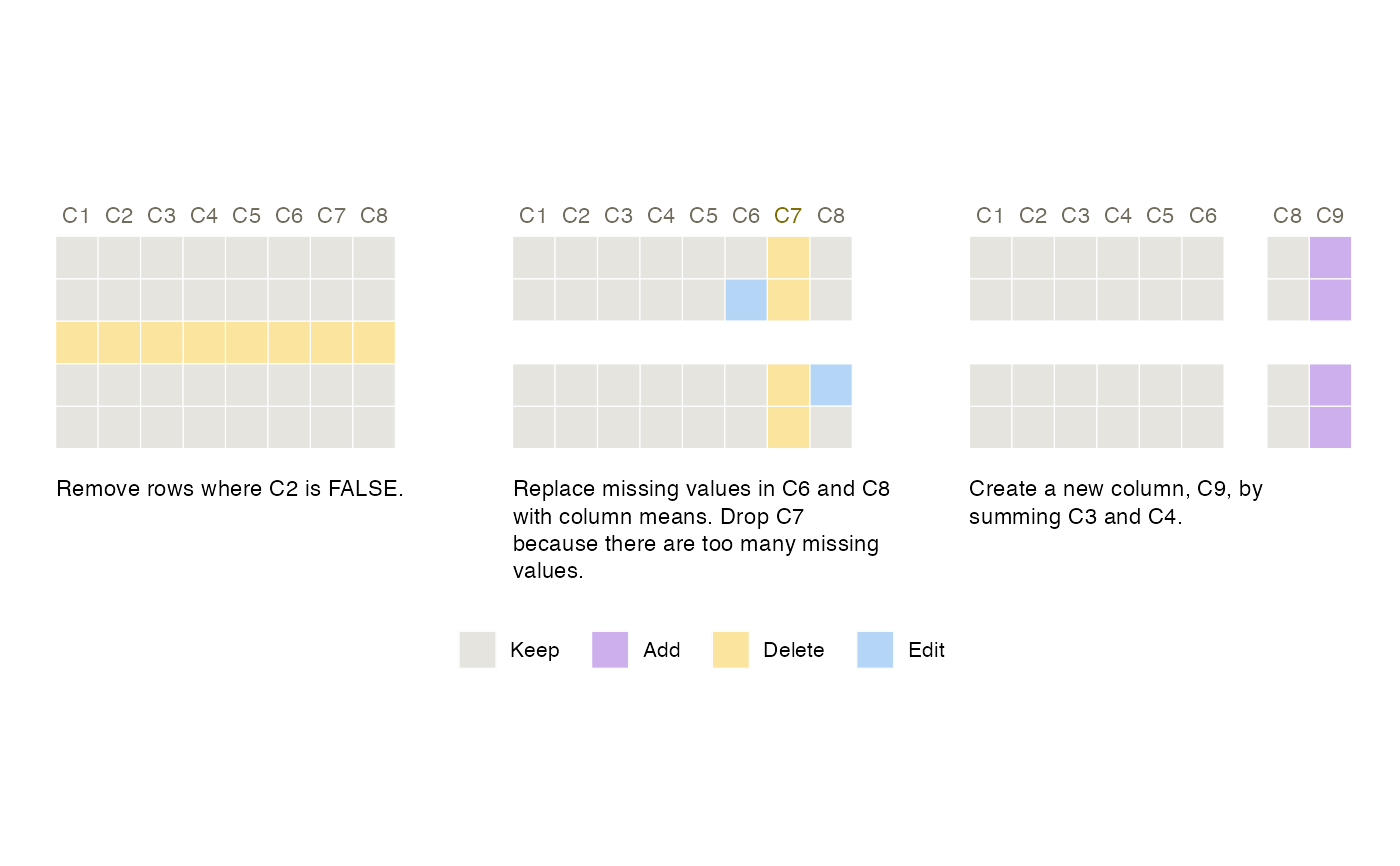 C1 C2 C3 C4 C5 C6 C7 C8
C1 C2 C3 C4 C5 C6 C7 C8
C1 C2 C3 C4 C5 C6 C8 C9
Remove rows where C2 is FALSE.
Replace missing values in C6 and C8
with column means. Drop C7
because there are too many missing
values.
Create a new column, C9, by
summing C3 and C4.
Keep
Add
Delete
Edit